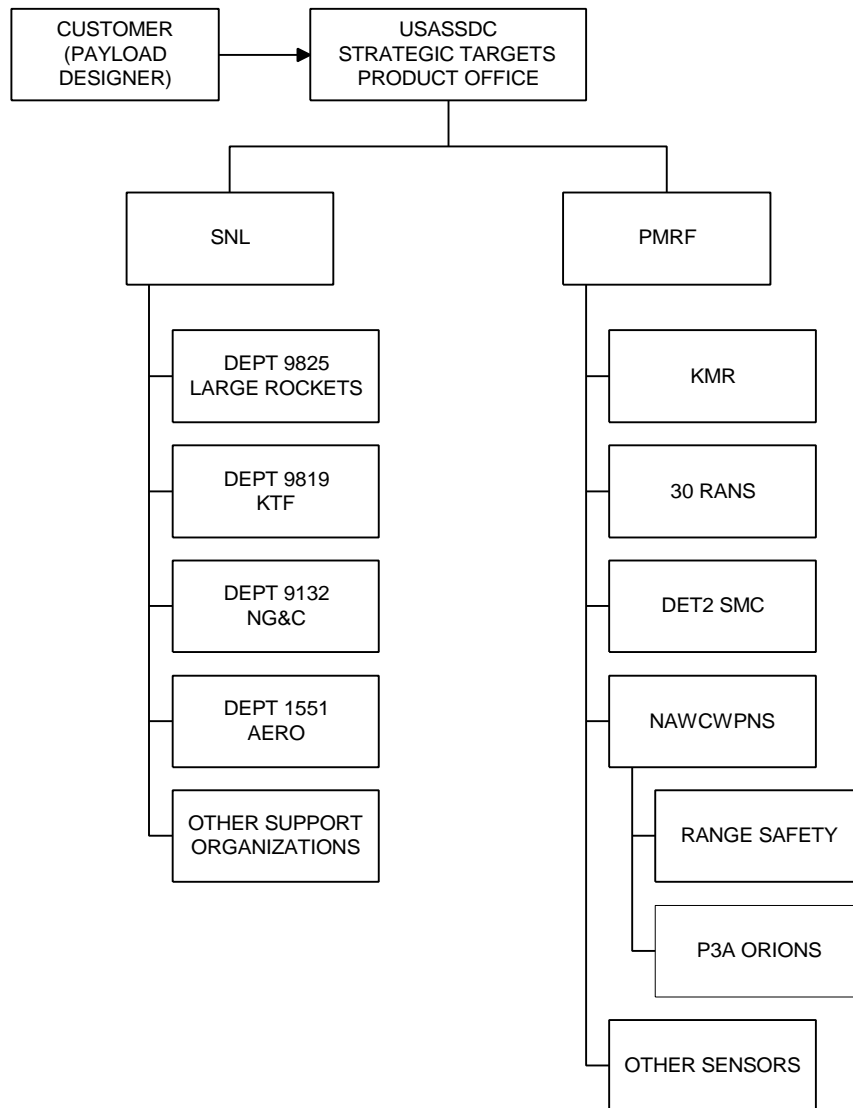 CUSTOMER
(PAYLOAD
DESIGNER)
USASSDC
STRATEGIC TARGETS
PRODUCT OFFICE
SNL
PMRF
DEPT 9825
LARGE ROCKETS
DEPT 9819
KTF
DEPT 9132
NG&C
DEPT 1551
AERO
OTHER SUPPORT
ORGANIZATIONS
KMR
30 RANS
DET2 SMC
NAWCWPNS
RANGE SAFETY
P3A ORIONS
OTHER SENSORS